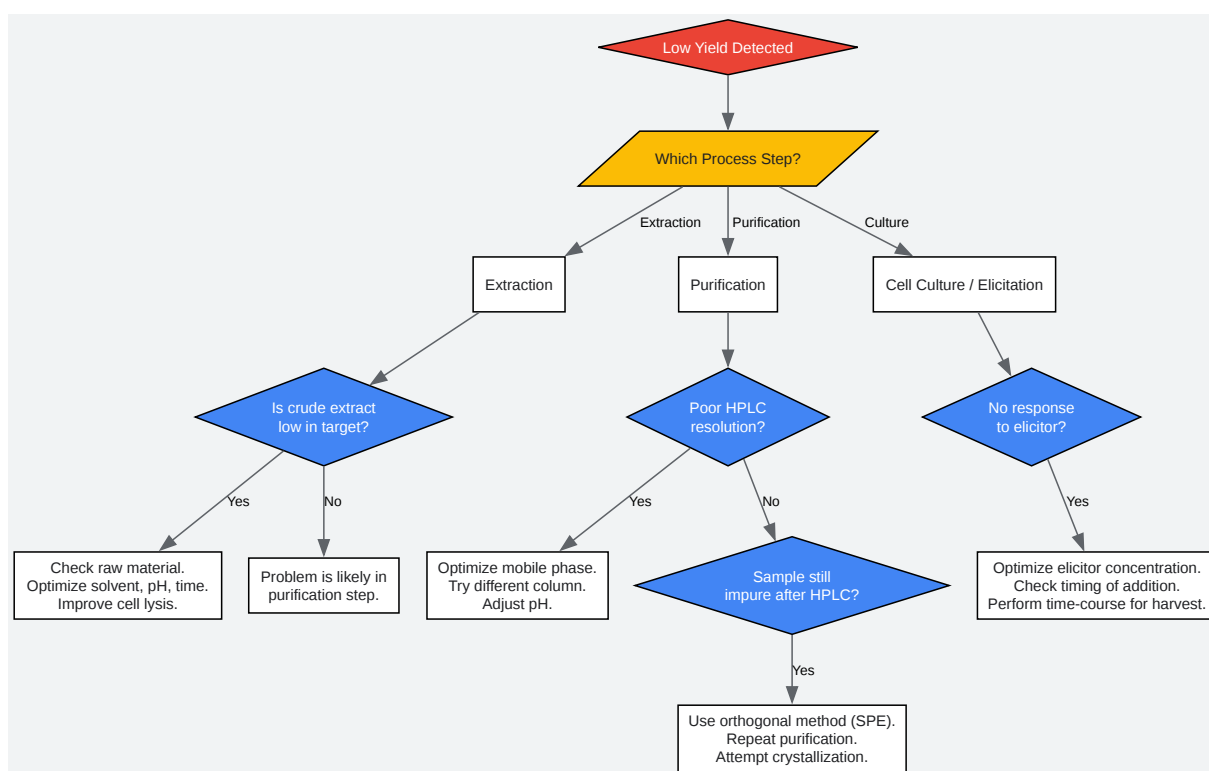 Low Yield Detected
Which Process Step?
Extraction
Purification
Culture
Extraction
Purification
Cell Culture / Elicitation
Is crude extract
low in target?
Poor HPLC
resolution?
No response
to elicitor?
Yes
No
Yes
No
Yes
Check raw material.
Optimize solvent, pH, time.
Improve cell lysis.
Problem is likely in
purification step.
Optimize mobile phase.
Try different column.
Adjust pH.
Sample still
impure after HPLC?
Optimize elicitor concentration.
Check timing of addition.
Perform time-course for harvest.
Yes
Use orthogonal method (SPE).
Repeat purification.
Attempt crystallization.